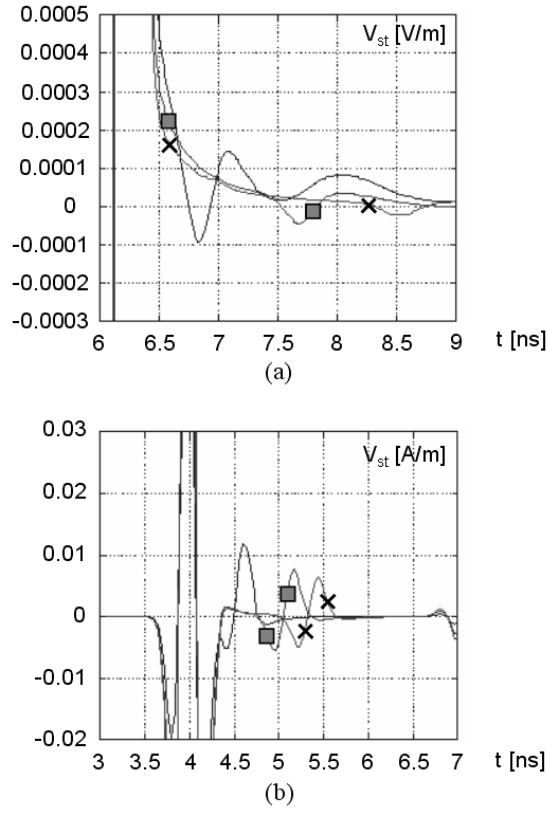 0.0005
V_st [V/m]
0.0004
0.0003
0.0002
0.0001
0
-0.0001
-0.0002
-0.0003
6 6.5 7 7.5 8 8.5 9 t [ns]
(a)
0.03
V_st [A/m]
0.02
0.01
0
-0.01
-0.02
3 3.5 4 4.5 5 5.5 6 6.5 7 t [ns]
(b)